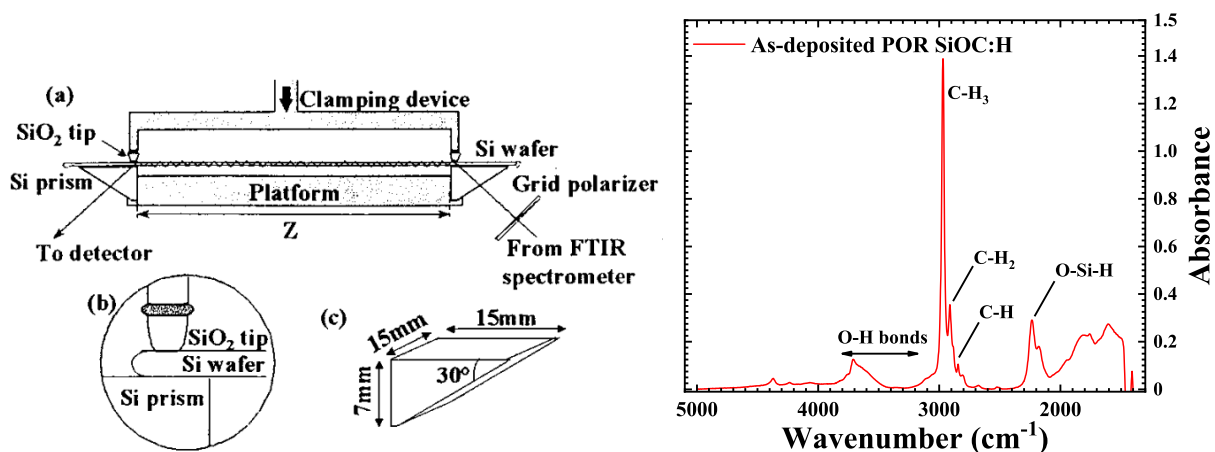 (a)
Clamping device
SiO₂ tip
Si wafer
Si prism
Grid polarizer
Platform
Z
To detector
From FTIR
spectrometer
(b)
SiO₂ tip
Si wafer
Si prism
(c)
15mm
15mm
30°
7mm
As-deposited POR SiOC:H
C-H₃
C-H₂
C-H
O-Si-H
O-H bonds
1.5
1.4
1.2
1.0
0.8
0.6
0.4
0.2
0
Absorbance
5000
4000
3000
2000
Wavenumber (cm⁻¹)